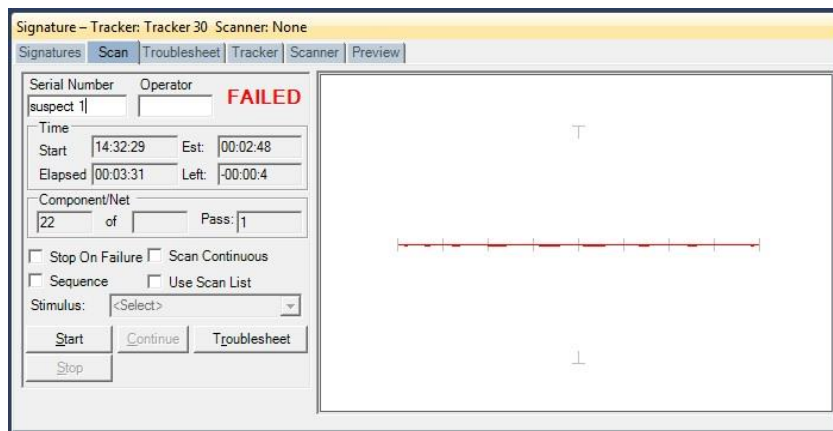 Signature – Tracker: Tracker 30 Scanner: None
Signatures Scan Troublesheet Tracker Scanner Preview
Serial Number Operator
suspect 1 FAILED
Time
Start 14:32:29 Est: 00:02:48
Elapsed 00:03:31 Left: -00:00:4
Component/Net
22 of Pass: 1
Stop On Failure Scan Continuous
Sequence Use Scan List
Stimulus: <Select>
Start Continue Troublesheet
Stop